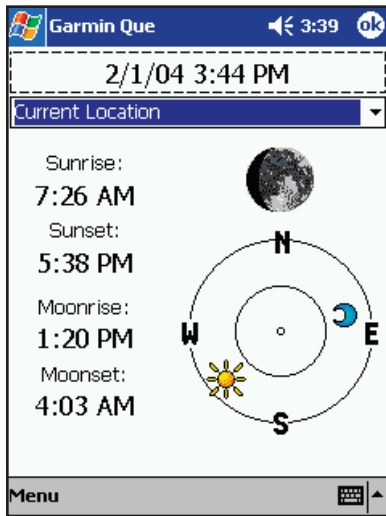 Garmin Que 3:39 ok
2/1/04 3:44 PM
Current Location
Sunrise:
7:26 AM
Sunset:
5:38 PM
Moonrise:
1:20 PM
Moonset:
4:03 AM
N
W E
S
Menu